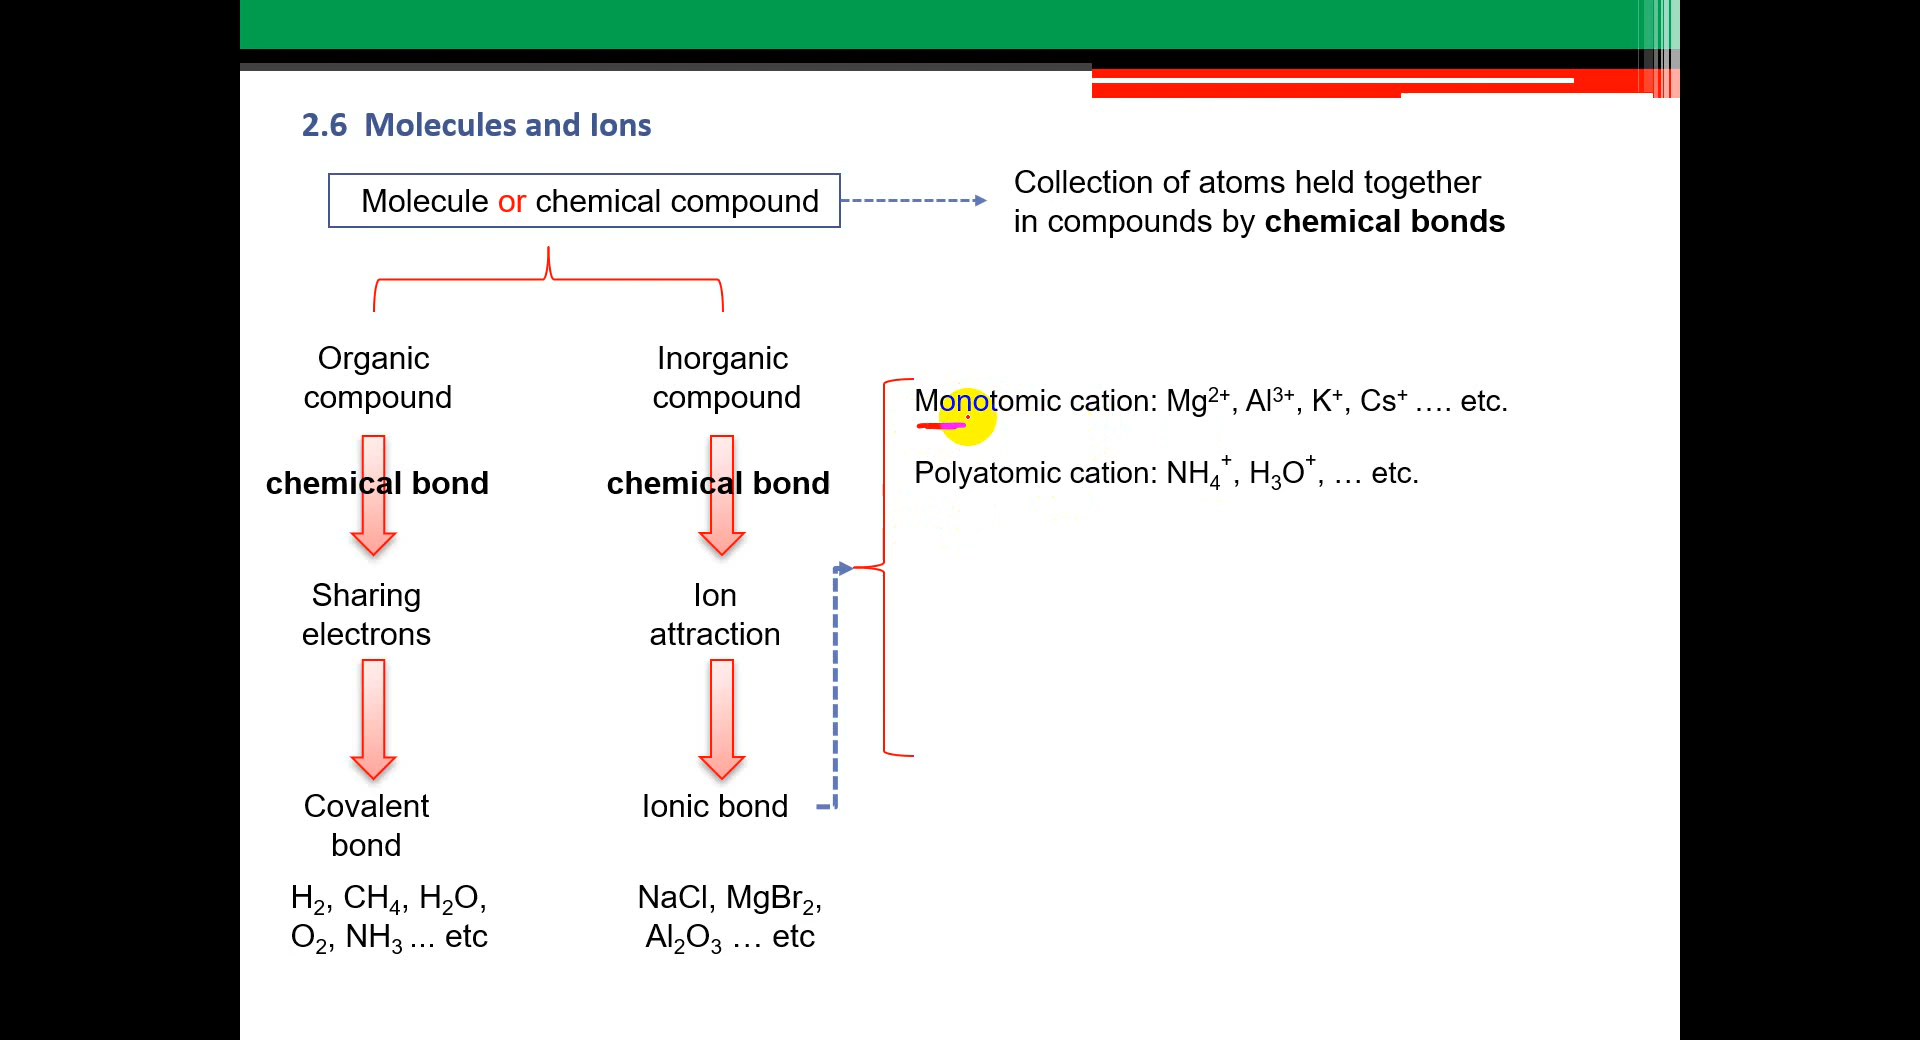 2.6 Molecules and Ions
Molecule or chemical compound
Collection of atoms held together
in compounds by chemical bonds
Organic
compound
chemical bond
Sharing
electrons
Covalent
bond
H₂, CH₄, H₂O,
O₂, NH₃ ... etc
Inorganic
compound
chemical bond
Ion
attraction
Ionic bond
NaCl, MgBr₂,
Al₂O₃ … etc
Monotomic cation: Mg²⁺, Al³⁺, K⁺, Cs⁺ …. etc.
Polyatomic cation: NH₄⁺, H₃O⁺, … etc.